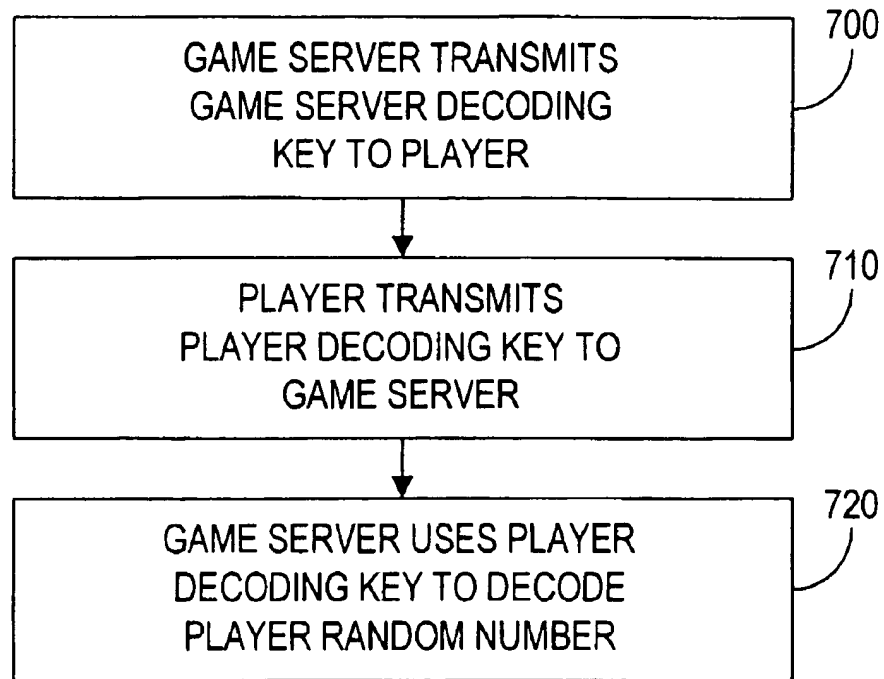 700
GAME SERVER TRANSMITS
GAME SERVER DECODING
KEY TO PLAYER
710
PLAYER TRANSMITS
PLAYER DECODING KEY TO
GAME SERVER
720
GAME SERVER USES PLAYER
DECODING KEY TO DECODE
PLAYER RANDOM NUMBER